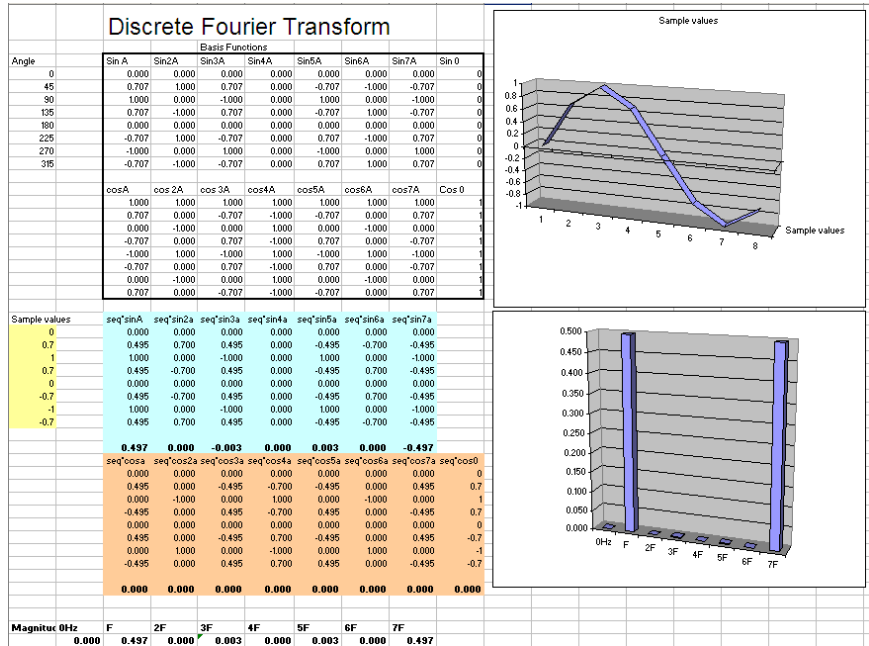 Discrete Fourier Transform
Basis Functions
Angle Sin A Sin2A Sin3A Sin4A Sin5A Sin6A Sin7A Sin 0
0 0.000 0.000 0.000 0.000 0.000 0.000 0.000 0
45 0.707 1.000 0.707 0.000 -0.707 -1.000 -0.707 0
90 1.000 0.000 -1.000 0.000 1.000 0.000 -1.000 0
135 0.707 -1.000 0.707 0.000 -0.707 1.000 -0.707 0
180 0.000 0.000 0.000 0.000 0.000 0.000 0.000 0
225 -0.707 1.000 -0.707 0.000 0.707 -1.000 0.707 0
270 -1.000 0.000 1.000 0.000 -1.000 0.000 1.000 0
315 -0.707 -1.000 -0.707 0.000 0.707 1.000 0.707 0
cosA cos 2A cos 3A cos4A cos5A cos6A cos7A Cos 0
1.000 1.000 1.000 1.000 1.000 1.000 1.000 1
0.707 0.000 -0.707 -1.000 -0.707 0.000 0.707 1
0.000 -1.000 0.000 1.000 0.000 -1.000 0.000 1
-0.707 0.000 0.707 -1.000 0.707 0.000 -0.707 1
-1.000 1.000 -1.000 1.000 -1.000 1.000 -1.000 1
-0.707 0.000 0.707 -1.000 0.707 0.000 -0.707 1
0.000 -1.000 0.000 1.000 0.000 -1.000 0.000 1
0.707 0.000 -0.707 -1.000 -0.707 0.000 0.707 1
Sample values seq*sinA seq*sin2a seq*sin3a seq*sin4a seq*sin5a seq*sin6a seq*sin7a
0 0.000 0.000 0.000 0.000 0.000 0.000 0.000
0.7 0.495 0.700 0.495 0.000 -0.495 -0.700 -0.495
1 1.000 0.000 -1.000 0.000 1.000 0.000 -1.000
0.7 0.495 -0.700 0.495 0.000 -0.495 0.700 -0.495
0 0.000 0.000 0.000 0.000 0.000 0.000 0.000
-0.7 0.495 -0.700 0.495 0.000 -0.495 0.700 -0.495
-1 1.000 0.000 -1.000 0.000 1.000 0.000 -1.000
-0.7 0.495 0.700 0.495 0.000 -0.495 -0.700 -0.495
0.497 0.000 -0.003 0.000 0.003 0.000 -0.497
seq*cosa seq*cos2a seq*cos3a seq*cos4a seq*cos5a seq*cos6a seq*cos7a seq*cos0
0.000 0.000 0.000 0.000 0.000 0.000 0.000 0
0.495 0.000 -0.495 -0.700 -0.495 0.000 0.495 0.7
0.000 -1.000 0.000 1.000 0.000 -1.000 0.000 1
-0.495 0.000 0.495 -0.700 0.495 0.000 -0.495 0.7
0.000 0.000 0.000 0.000 0.000 0.000 0.000 0
0.495 0.000 -0.495 0.700 -0.495 0.000 0.495 -0.7
0.000 1.000 0.000 -1.000 0.000 1.000 0.000 -1
-0.495 0.000 0.495 0.700 0.495 0.000 -0.495 -0.7
0.000 0.000 0.000 0.000 0.000 0.000 0.000 0.000
Magnituc 0Hz F 2F 3F 4F 5F 6F 7F
0.000 0.497 0.000 0.003 0.000 0.003 0.000 0.497
Sample values
1
0.8
0.6
0.4
0.2
0
-0.2
-0.4
-0.6
-0.8
-1
1 2 3 4 5 6 7 8
Sample values
0.500
0.450
0.400
0.350
0.300
0.250
0.200
0.150
0.100
0.050
0.000
0Hz F 2F 3F 4F 5F 6F 7F